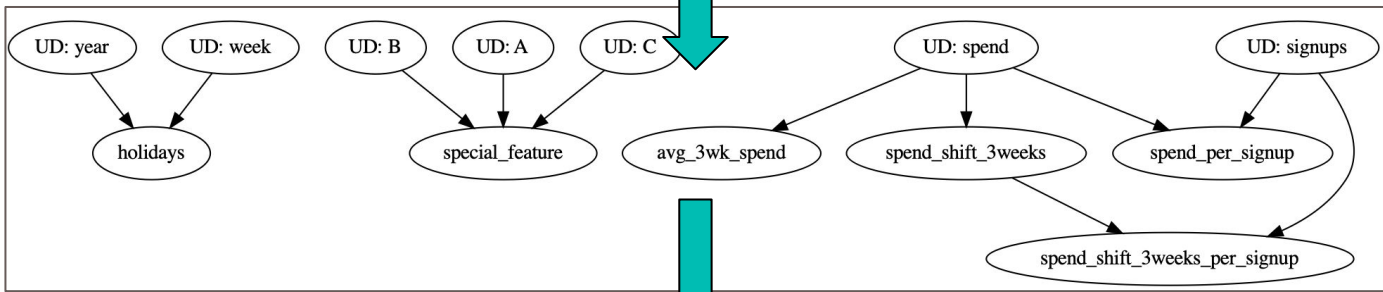 UD: year
UD: week
UD: B
UD: A
UD: C
UD: spend
UD: signups
holidays
special_feature
avg_3wk_spend
spend_shift_3weeks
spend_per_signup
spend_shift_3weeks_per_signup